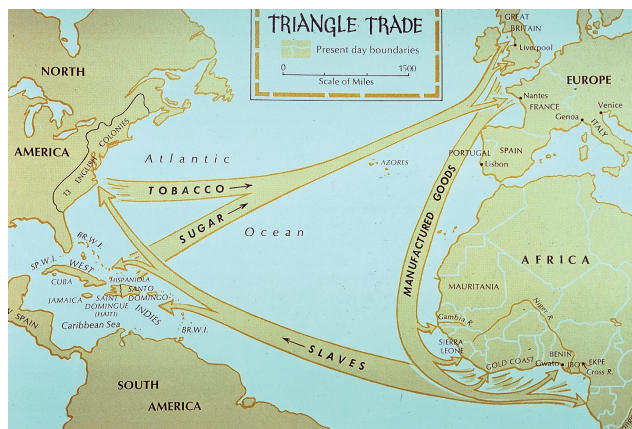 TRIANGLE TRADE
Present day boundaries
0 1500
Scale of Miles
GREAT
BRITAIN
Liverpool
NORTH
AMERICA
13 ENGLISH COLONIES
EUROPE
Nantes
FRANCE
Venice
Genoa
ITALY
PORTUGAL
SPAIN
Lisbon
Atlantic
Ocean
AZORES
TOBACCO
SUGAR
MANUFACTURED GOODS
SLAVES
BR.W.I.
SP.W.I.
WEST
INDIES
CUBA
HISPANIOLA
SANTO
DOMINGO
JAMAICA
SAINT
DOMINGUE
(HAITI)
Caribbean Sea
BR.W.I.
SPAIN
SOUTH
AMERICA
AFRICA
MAURITANIA
Niger R.
Gambia R.
SIERRA
LEONE
GOLD COAST
BENIN
Gwato
IBO
EKPE
Cross R.